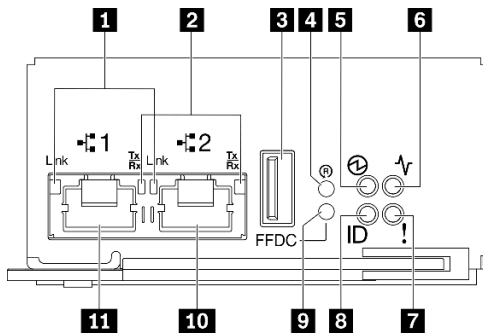 1 2 3 4 5 6
1 2
Link Tx Rx Link Tx Rx
R
FFDC ID !
11 10 9 8 7